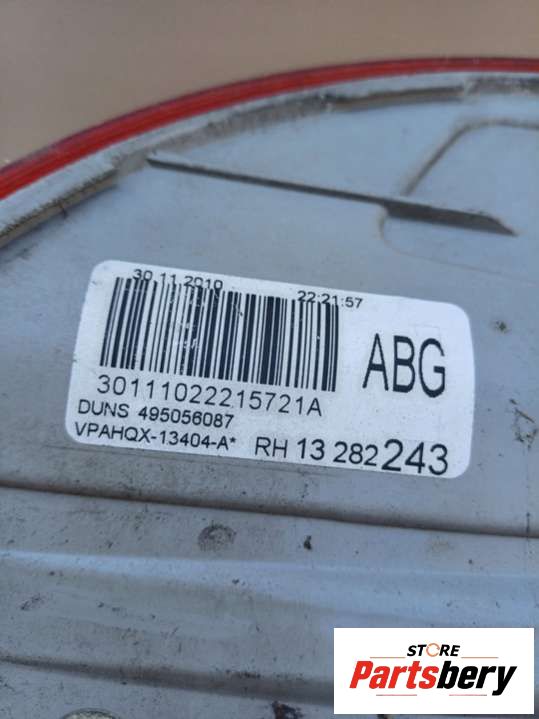 30.11.2010 22:21:57
ABG
30111022215721A
DUNS 495056087
VPAHQX-13404-A* RH 13 282 243
STORE
Partsbery